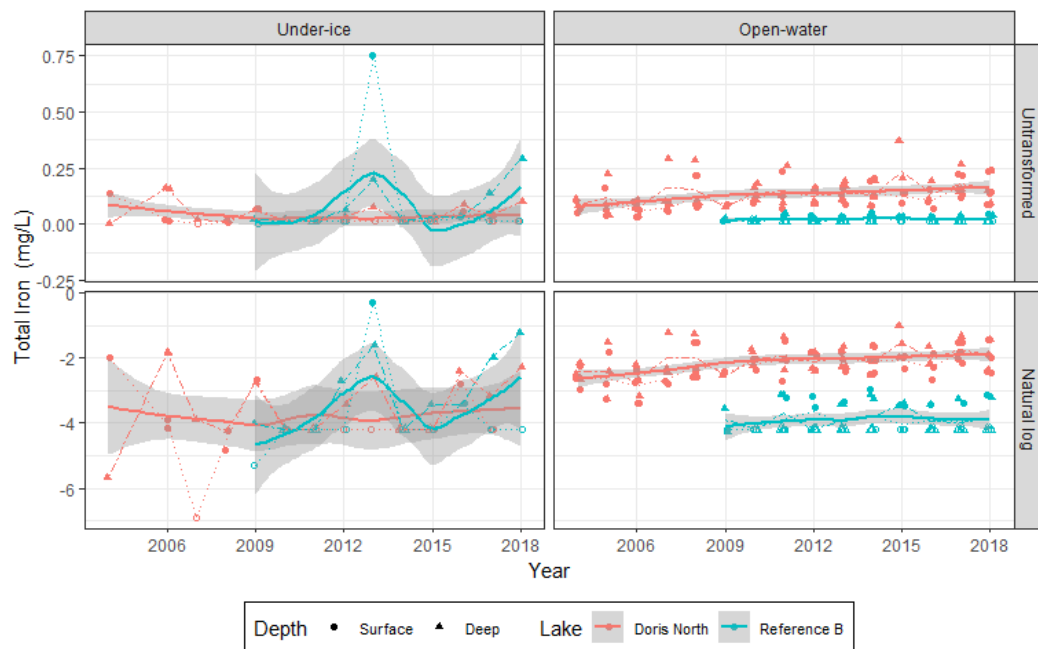 Under-ice
Open-water
Untransformed
Natural log
Total Iron (mg/L)
0.75
0.50
0.25
0.00
-0.25
0
-2
-4
-6
2006 2009 2012 2015 2018
2006 2009 2012 2015 2018
Year
Depth Surface Deep Lake Doris North Reference B